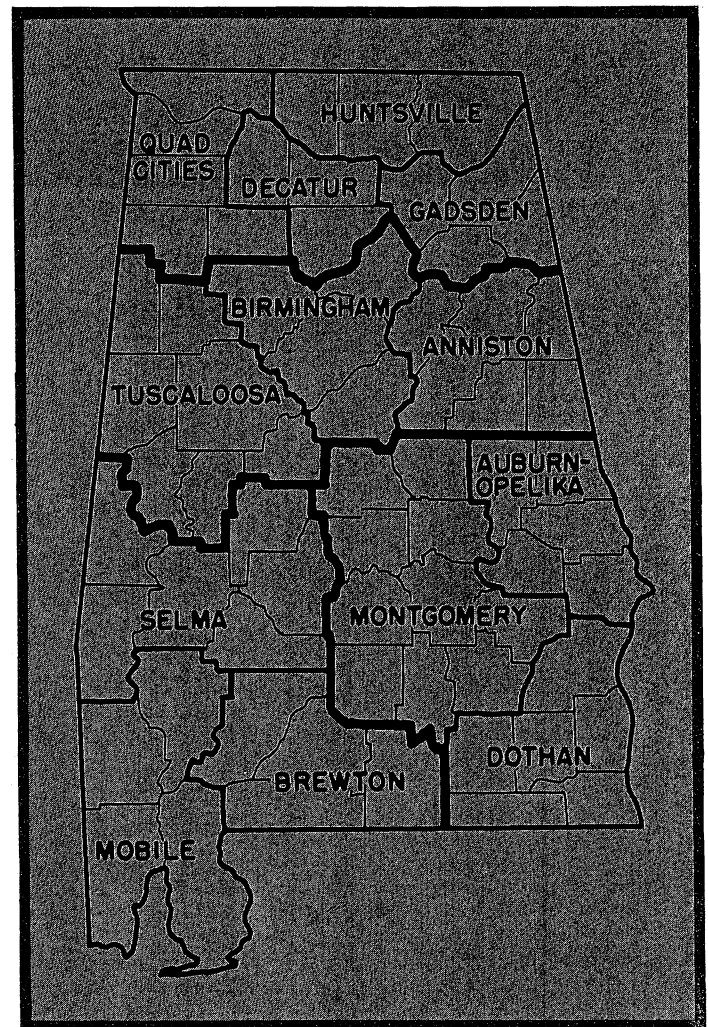 HUNTSVILLE
QUAD
CITIES
DECATUR
GADSDEN
BIRMINGHAM
ANNISTON
TUSCALOOSA
AUBURN-
OPELIKA
SELMA
MONTGOMERY
DOTHAN
BREWTON
MOBILE